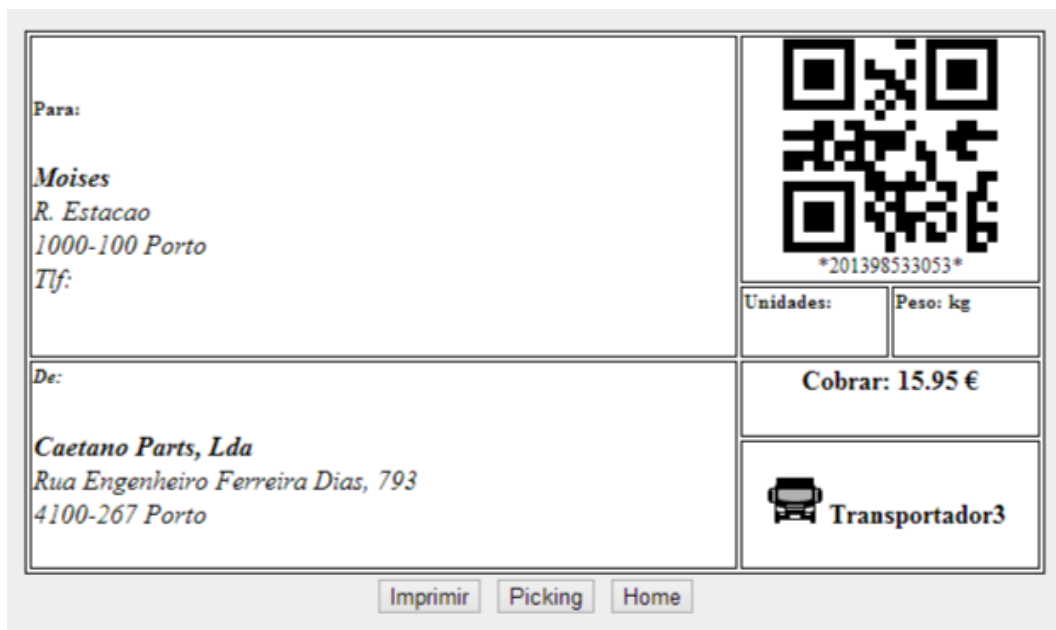 Para:
Moises
R. Estacao
1000-100 Porto
Tlf:
*201398533053*
Unidades:
Peso: kg
De:
Caetano Parts, Lda
Rua Engenheiro Ferreira Dias, 793
4100-267 Porto
Cobrar: 15.95 €
Transportador3
Imprimir
Picking
Home